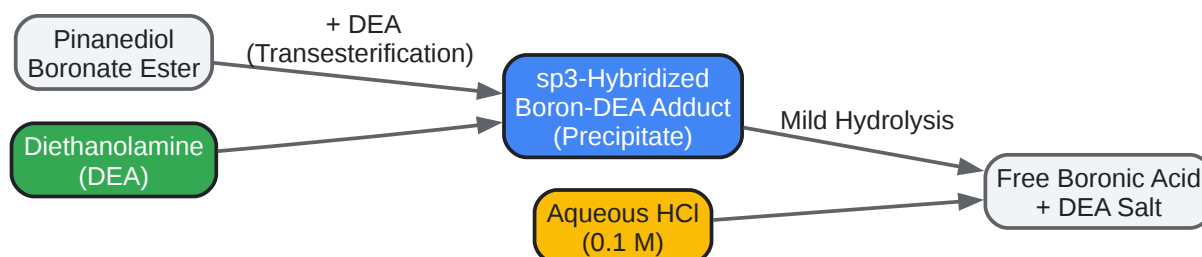 Pinanediol
Boronate Ester
+ DEA
(Transesterification)
Diethanolamine
(DEA)
sp3-Hybridized
Boron-DEA Adduct
(Precipitate)
Mild Hydrolysis
Aqueous HCl
(0.1 M)
Free Boronic Acid
+ DEA Salt